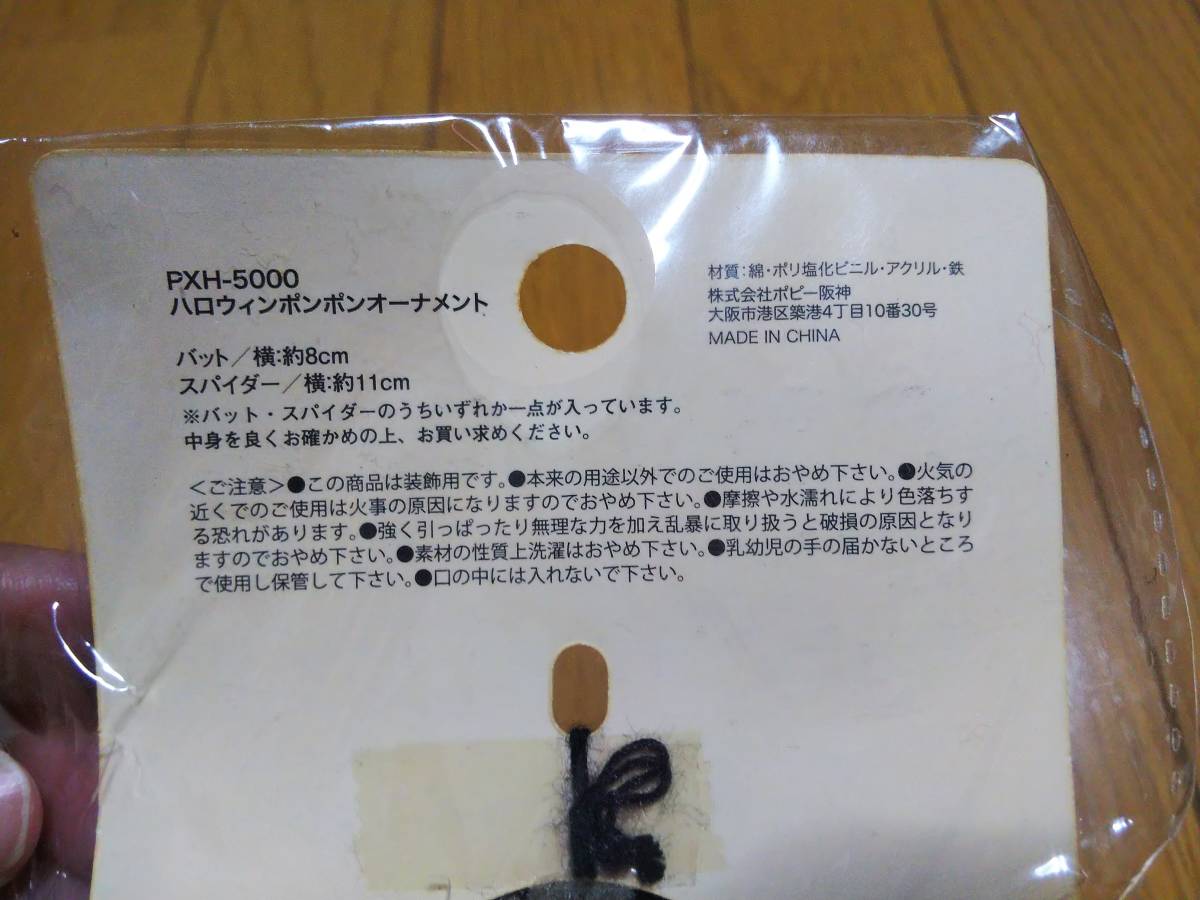 PXH-5000
ハロウィンポンポンオーナメント
バット／横:約8cm
スパイダー／横:約11cm
※バット・スパイダーのうちいずれか一点が入っています。
中身を良くお確かめの上、お買い求めください。
材質：綿・ポリ塩化ビニル・アクリル・鉄
株式会社ポピー阪神
大阪市港区築港4丁目10番30号
MADE IN CHINA
＜ご注意＞●この商品は装飾用です。●本来の用途以外でのご使用はおやめ下さい。●火気の
近くでのご使用は火事の原因になりますのでおやめ下さい。●摩擦や水濡れにより色落ちす
る恐れがあります。●強く引っぱったり無理な力を加え乱暴に取り扱うと破損の原因となり
ますのでおやめ下さい。●素材の性質上洗濯はおやめ下さい。●乳幼児の手の届かないところ
で使用し保管して下さい。●口の中には入れないで下さい。